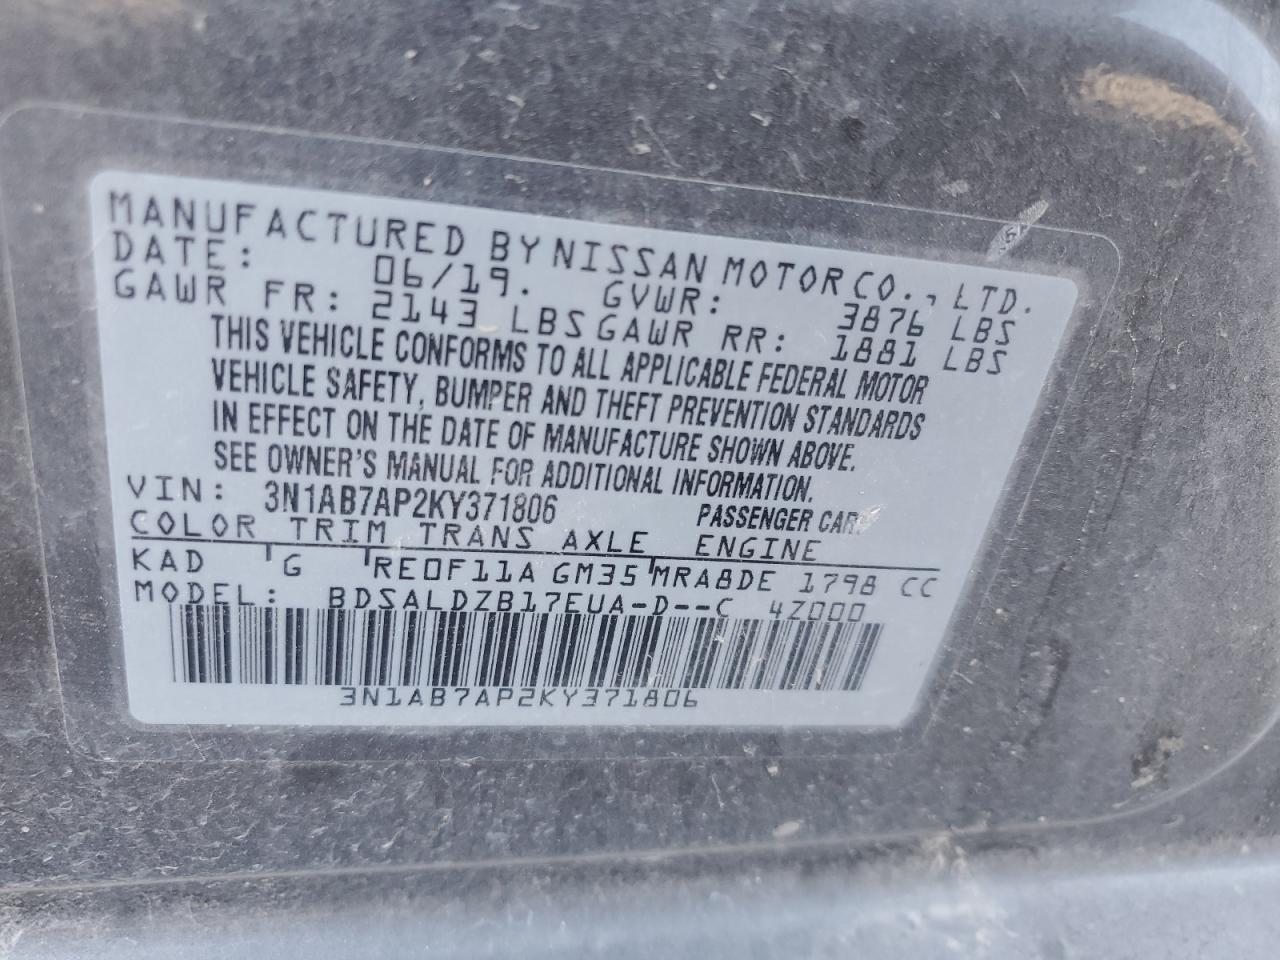 MANUFACTURED BY NISSAN MOTOR CO., LTD.
DATE: 06/19. GVWR: 3876 LBS
GAWR FR: 2143 LBS GAWR RR: 1881 LBS
THIS VEHICLE CONFORMS TO ALL APPLICABLE FEDERAL MOTOR
VEHICLE SAFETY, BUMPER AND THEFT PREVENTION STANDARDS
IN EFFECT ON THE DATE OF MANUFACTURE SHOWN ABOVE.
SEE OWNER'S MANUAL FOR ADDITIONAL INFORMATION.
VIN: 3N1AB7AP2KY371806 PASSENGER CAR
COLOR TRIM TRANS AXLE ENGINE
KAD G RE0F11A GM35 MRA8DE 1798 CC
MODEL: BDSALDZB17EUA-D--C 4Z000
3N1AB7AP2KY371806